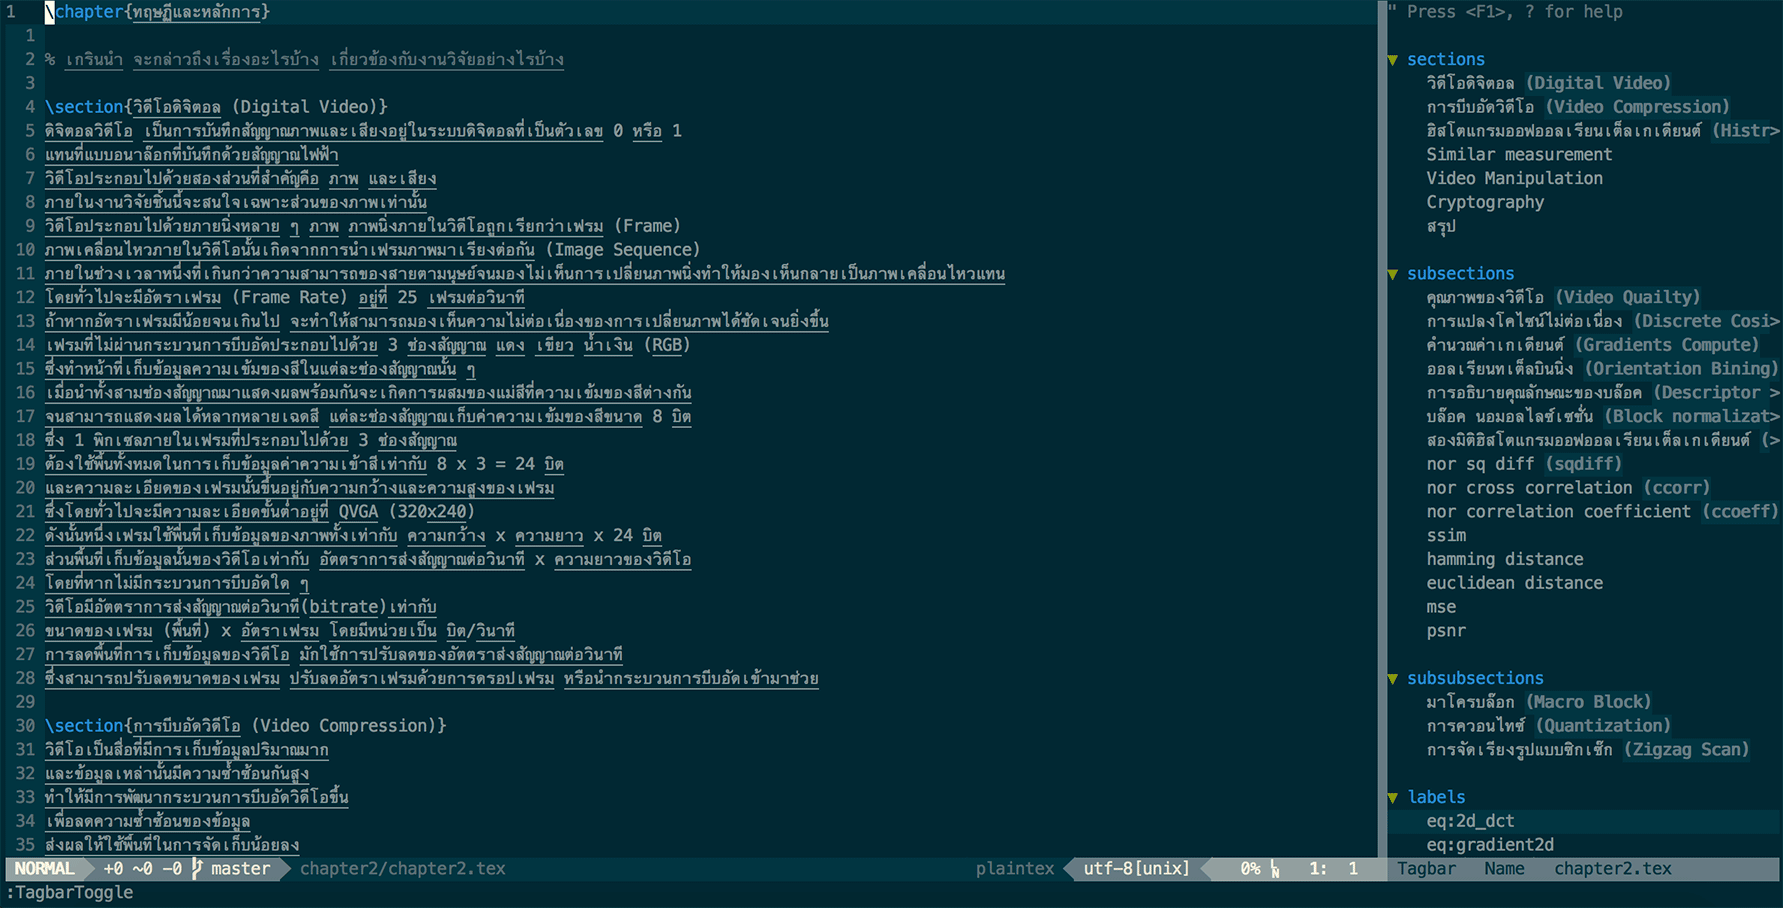 1 \chapter{ทฤษฏีและหลักการ}
1
2 % เกรินนำ จะกล่าวถึงเรื่องอะไรบ้าง เกี่ยวข้องกับงานวิจัยอย่างไรบ้าง
3
4 \section{วิดีโอดิจิตอล (Digital Video)}
5 ดิจิตอลวิดีโอ เป็นการบันทึกสัญญาณภาพและเสียงอยู่ในระบบดิจิตอลที่เป็นตัวเลข 0 หรือ 1
6 แทนที่แบบอนาล๊อกที่บันทึกด้วยสัญญาณไฟฟ้า
7 วิดีโอประกอบไปด้วยสองส่วนที่สำคัญคือ ภาพ และเสียง
8 ภายในงานวิจัยชิ้นนี้จะสนใจเฉพาะส่วนของภาพเท่านั้น
9 วิดีโอประกอบไปด้วยภายนิ่งหลาย ๆ ภาพ ภาพนิ่งภายในวิดีโอถูกเรียกว่าเฟรม (Frame)
10 ภาพเคลื่อนไหวภายในวิดีโอนั้นเกิดจากการนำเฟรมภาพมาเรียงต่อกัน (Image Sequence)
11 ภายในช่วงเวลาหนึ่งที่เกินกว่าความสามารถของสายตามนุษย์จนมองไม่เห็นการเปลี่ยนภาพนิ่งทำให้มองเห็นกลายเป็นภาพเคลื่อนไหวแทน
12 โดยทั่วไปจะมีอัตราเฟรม (Frame Rate) อยู่ที่ 25 เฟรมต่อวินาที
13 ถ้าหากอัตราเฟรมมีน้อยจนเกินไป จะทำให้สามารถมองเห็นความไม่ต่อเนื่องของการเปลี่ยนภาพได้ชัดเจนยิ่งขึ้น
14 เฟรมที่ไม่ผ่านกระบวนการบีบอัดประกอบไปด้วย 3 ช่องสัญญาณ แดง เขียว น้ำเงิน (RGB)
15 ซึ่งทำหน้าที่เก็บข้อมูลความเข้มของสีในแต่ละช่องสัญญาณนั้น ๆ
16 เมื่อนำทั้งสามช่องสัญญาณมาแสดงผลพร้อมกันจะเกิดการผสมของแม่สีที่ความเข้มของสีต่างกัน
17 จนสามารถแสดงผลได้หลากหลายเฉดสี แต่ละช่องสัญญาณเก็บค่าความเข้มของสีขนาด 8 บิต
18 ซึ่ง 1 พิกเซลภายในเฟรมที่ประกอบไปด้วย 3 ช่องสัญญาณ
19 ต้องใช้พื้นทั้งหมดในการเก็บข้อมูลค่าความเข้าสีเท่ากับ 8 x 3 = 24 บิต
20 และความละเอียดของเฟรมนั้นขึ้นอยู่กับความกว้างและความสูงของเฟรม
21 ซึ่งโดยทั่วไปจะมีความละเอียดขั้นต่ำอยู่ที่ QVGA (320x240)
22 ดังนั้นหนึ่งเฟรมใช้พื้นที่เก็บข้อมูลของภาพทั้งเท่ากับ ความกว้าง x ความยาว x 24 บิต
23 ส่วนพื้นที่เก็บข้อมูลนั้นของวิดีโอเท่ากับ อัตตราการส่งสัญญาณต่อวินาที x ความยาวของวิดีโอ
24 โดยที่หากไม่มีกระบวนการบีบอัดใด ๆ
25 วิดีโอมีอัตตราการส่งสัญญาณต่อวินาที(bitrate)เท่ากับ
26 ขนาดของเฟรม (พื้นที่) x อัตราเฟรม โดยมีหน่วยเป็น บิต/วินาที
27 การลดพื้นที่การเก็บข้อมูลของวิดีโอ มักใช้การปรับลดของอัตตราส่งสัญญาณต่อวินาที
28 ซึ่งสามารถปรับลดขนาดของเฟรม ปรับลดอัตราเฟรมด้วยการดรอปเฟรม หรือนำกระบวนการบีบอัดเข้ามาช่วย
29
30 \section{การบีบอัดวิดีโอ (Video Compression)}
31 วิดีโอเป็นสื่อที่มีการเก็บข้อมูลปริมาณมาก
32 และข้อมูลเหล่านั้นมีความซ้ำซ้อนกันสูง
33 ทำให้มีการพัฒนากระบวนการบีบอัดวิดีโอขึ้น
34 เพื่อลดความซ้ำซ้อนของข้อมูล
35 ส่งผลให้ใช้พื้นที่ในการจัดเก็บน้อยลง
NORMAL +0 ~0 -0 master chapter2/chapter2.tex plaintex utf-8[unix] 0% 1: 1
:TagbarToggle
" Press <F1>, ? for help
▼ sections
วิดีโอดิจิตอล (Digital Video)
การบีบอัดวิดีโอ (Video Compression)
ฮิสโตแกรมออฟออลเรียนเต็ลเกเดียนต์ (Histr>
Similar measurement
Video Manipulation
Cryptography
สรุป
▼ subsections
คุณภาพของวิดีโอ (Video Quailty)
การแปลงโคไซน์ไม่ต่อเนื่อง (Discrete Cosi>
คำนวณค่าเกเดียนต์ (Gradients Compute)
ออลเรียนทเต็ลบินนิ่ง (Orientation Bining)
การอธิบายคุณลักษณะของบล๊อค (Descriptor >
บล๊อค นอมอลไลซ์เซชั่น (Block normalizat>
สองมิติฮิสโตแกรมออฟออลเรียนเต็ลเกเดียนต์ (>
nor sq diff (sqdiff)
nor cross correlation (ccorr)
nor correlation coefficient (ccoeff)
ssim
hamming distance
euclidean distance
mse
psnr
▼ subsubsections
มาโครบล๊อก (Macro Block)
การควอนไทซ์ (Quantization)
การจัดเรียงรูปแบบซิกเซ๊ก (Zigzag Scan)
▼ labels
eq:2d_dct
eq:gradient2d
Tagbar Name chapter2.tex